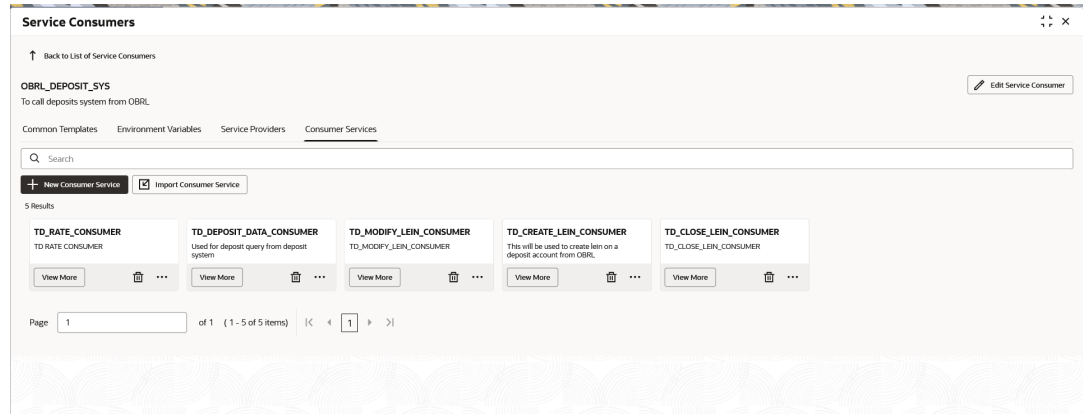 Service Consumers
Back to List of Service Consumers
OBRL_DEPOSIT_SYS
Edit Service Consumer
To call deposits system from OBRL
Common Templates Environment Variables Service Providers Consumer Services
Search
New Consumer Service Import Consumer Service
5 Results
TD_RATE_CONSUMER
TD RATE CONSUMER
View More
TD_DEPOSIT_DATA_CONSUMER
Used for deposit query from deposit
system
View More
TD_MODIFY_LEIN_CONSUMER
TD_MODIFY_LEIN_CONSUMER
View More
TD_CREATE_LEIN_CONSUMER
This will be used to create lein on a
deposit account from OBRL
View More
TD_CLOSE_LEIN_CONSUMER
TD_CLOSE_LEIN_CONSUMER
View More
Page 1 of 1 ( 1 - 5 of 5 items) 1